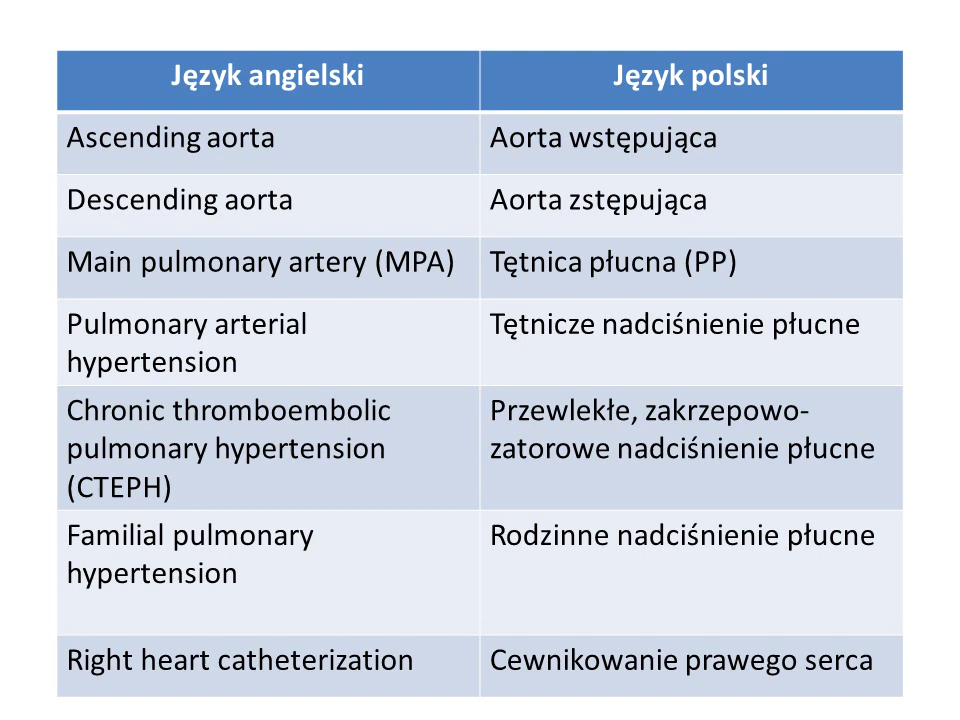 Język angielski
Język polski
Ascending aorta
Aorta wstępująca
Descending aorta
Aorta zstępująca
Main pulmonary artery (MPA)
Tętnica płucna (PP)
Pulmonary arterial
hypertension
Tętnicze nadciśnienie płucne
Chronic thromboembolic
pulmonary hypertension
(CTEPH)
Przewlekłe, zakrzepowo-
zatorowe nadciśnienie płucne
Familial pulmonary
hypertension
Rodzinne nadciśnienie płucne
Right heart catheterization
Cewnikowanie prawego serca